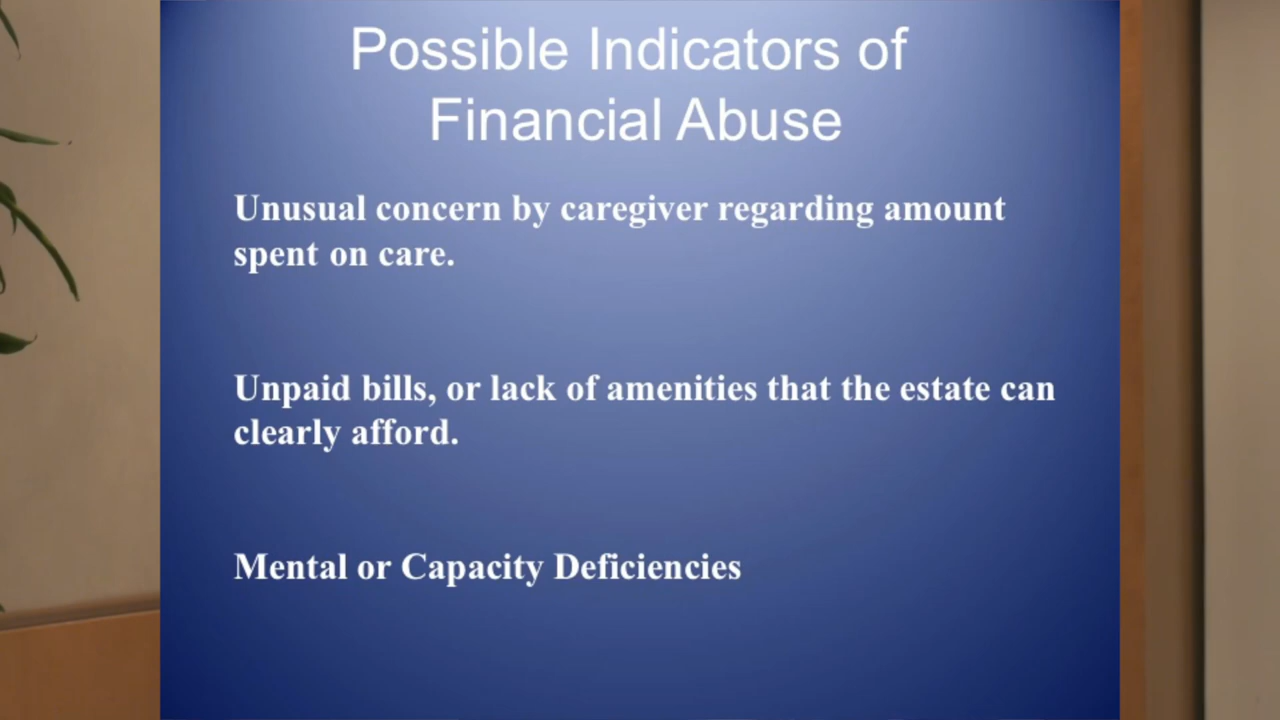 Possible Indicators of
Financial Abuse
Unusual concern by caregiver regarding amount
spent on care.
Unpaid bills, or lack of amenities that the estate can
clearly afford.
Mental or Capacity Deficiencies